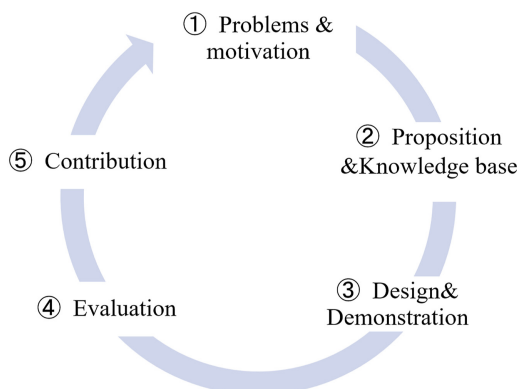 ① Problems &
motivation
② Proposition
&Knowledge base
③ Design&
Demonstration
④ Evaluation
⑤ Contribution